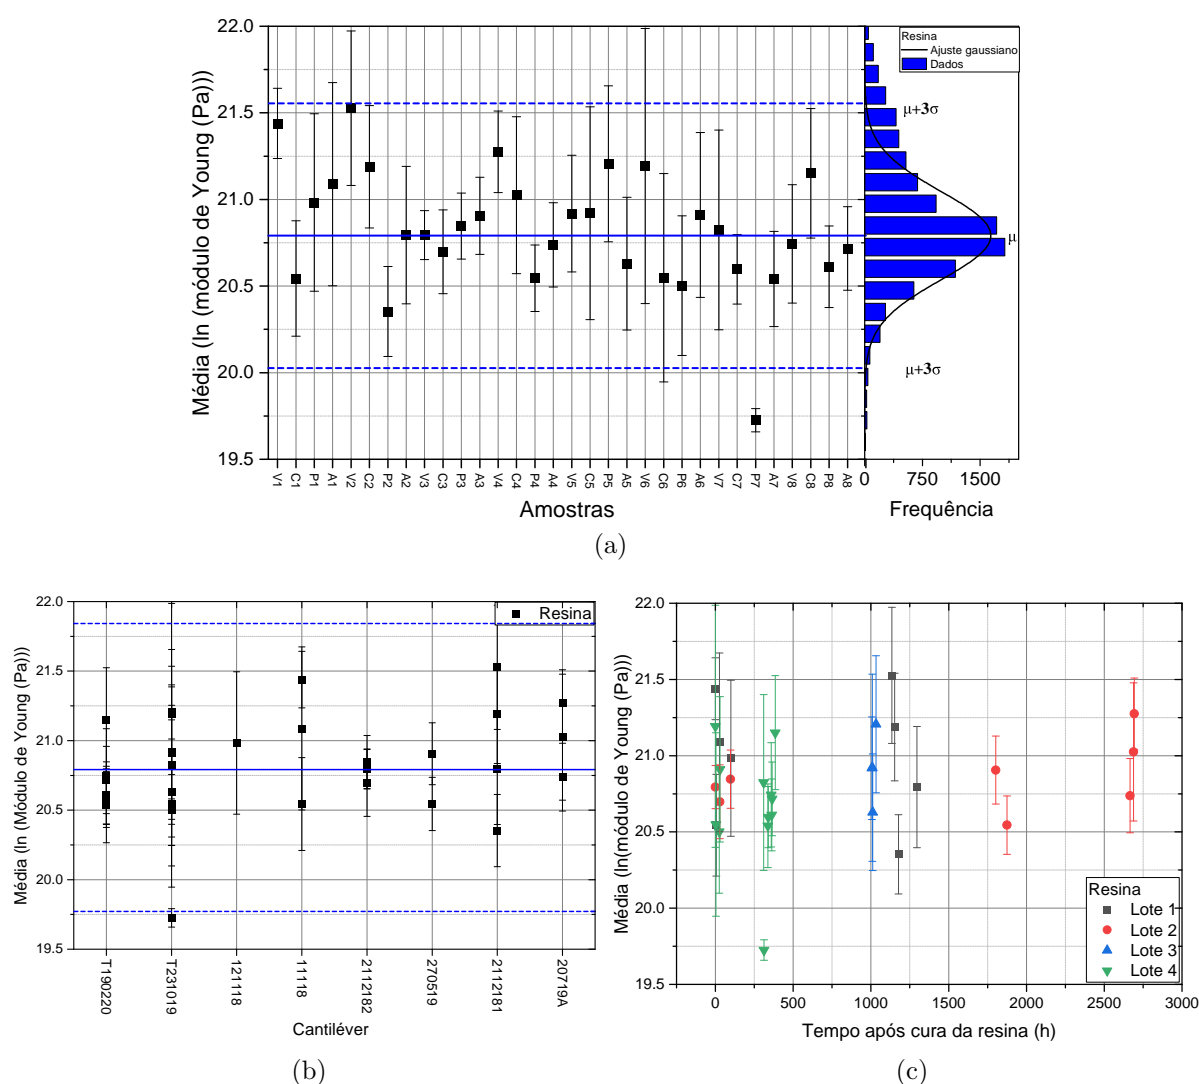 22.0
21.5
21.0
20.5
20.0
19.5
Média (ln (módulo de Young (Pa)))
V1 C1 P1 A1 V2 C2 P2 A2 V3 C3 P3 A3 V4 C4 P4 A4 V5 C5 P5 A5 V6 C6 P6 A6 V7 C7 P7 A7 V8 C8 P8 A8
Amostras
Resina
Ajuste gaussiano
Dados
μ+3σ
μ
μ+3σ
0 750 1500
Frequência
(a)
22.0
21.5
21.0
20.5
20.0
19.5
Média (ln (Módulo de Young (Pa)))
Resina
T190220 T231019 121118 11118 2112182 270519 2112181 20719A
Cantiléver
(b)
22.0
21.5
21.0
20.5
20.0
19.5
Média (ln(módulo de Young (Pa)))
Resina
Lote 1
Lote 2
Lote 3
Lote 4
0 500 1000 1500 2000 2500 3000
Tempo após cura da resina (h)
(c)